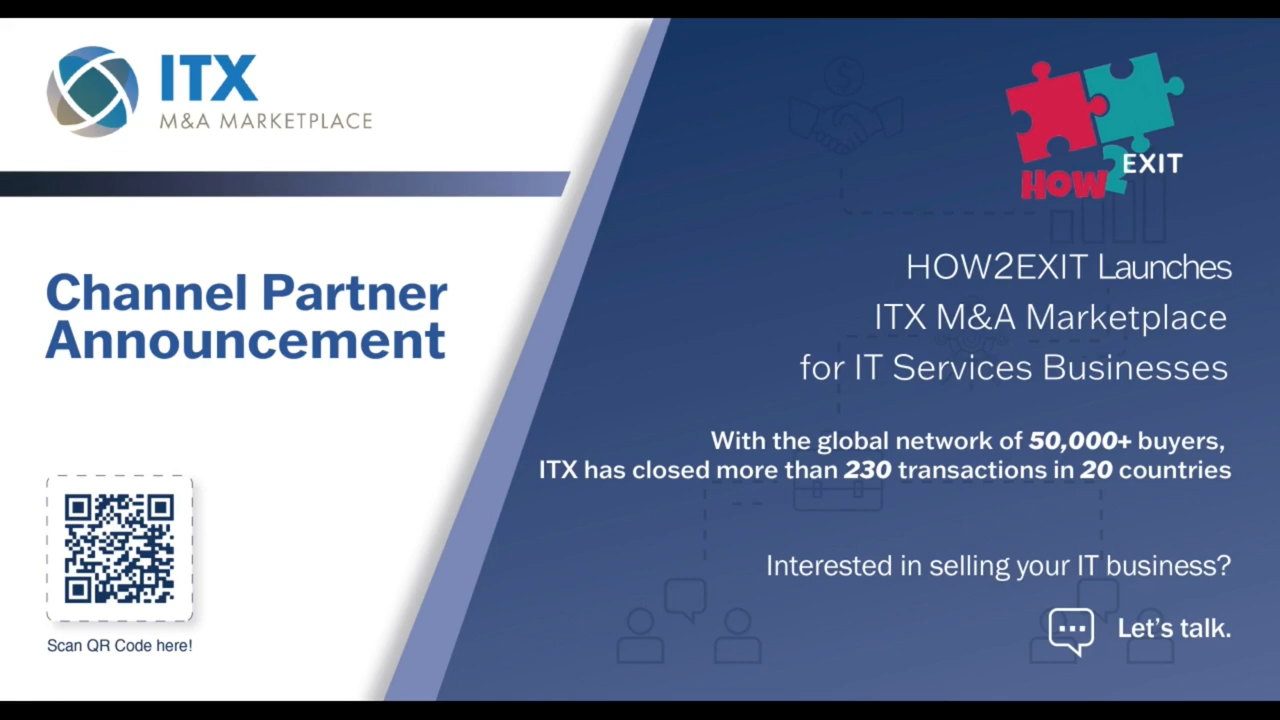 ITX
M&A MARKETPLACE
Channel Partner
Announcement
Scan QR Code here!
HOW2EXIT
HOW2EXIT Launches
ITX M&A Marketplace
for IT Services Businesses
With the global network of 50,000+ buyers,
ITX has closed more than 230 transactions in 20 countries
Interested in selling your IT business?
Let's talk.